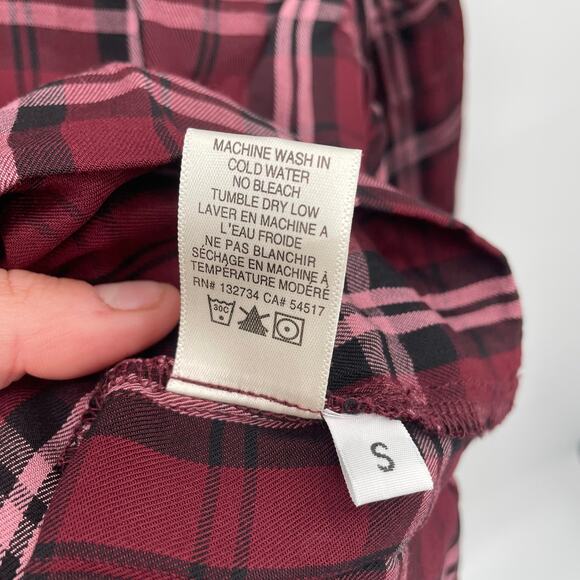 MACHINE WASH IN
COLD WATER
NO BLEACH
TUMBLE DRY LOW
LAVER EN MACHINE A
L'EAU FROIDE
NE PAS BLANCHIR
SÉCHAGE EN MACHINE À
TEMPÉRATURE MODÉRÉ
RN# 132734 CA# 54517
30C
S